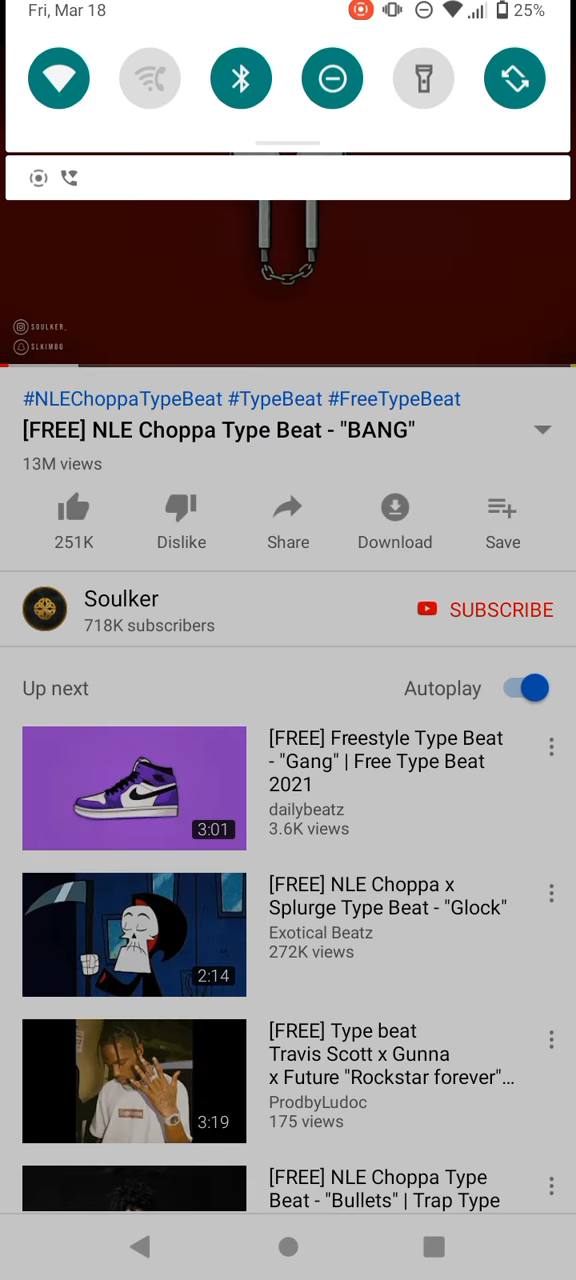 Fri, Mar 18
25%
SOULKER_
SLKIMBO
#NLEChoppaTypeBeat #TypeBeat #FreeTypeBeat
[FREE] NLE Choppa Type Beat - "BANG"
13M views
251K
Dislike
Share
Download
Save
Soulker
718K subscribers
SUBSCRIBE
Up next
Autoplay
[FREE] Freestyle Type Beat
- "Gang" | Free Type Beat
2021
dailybeatz
3.6K views
3:01
[FREE] NLE Choppa x
Splurge Type Beat - "Glock"
Exotical Beatz
272K views
2:14
[FREE] Type beat
Travis Scott x Gunna
x Future "Rockstar forever"...
ProdbyLudoc
175 views
3:19
[FREE] NLE Choppa Type
Beat - "Bullets" | Trap Type